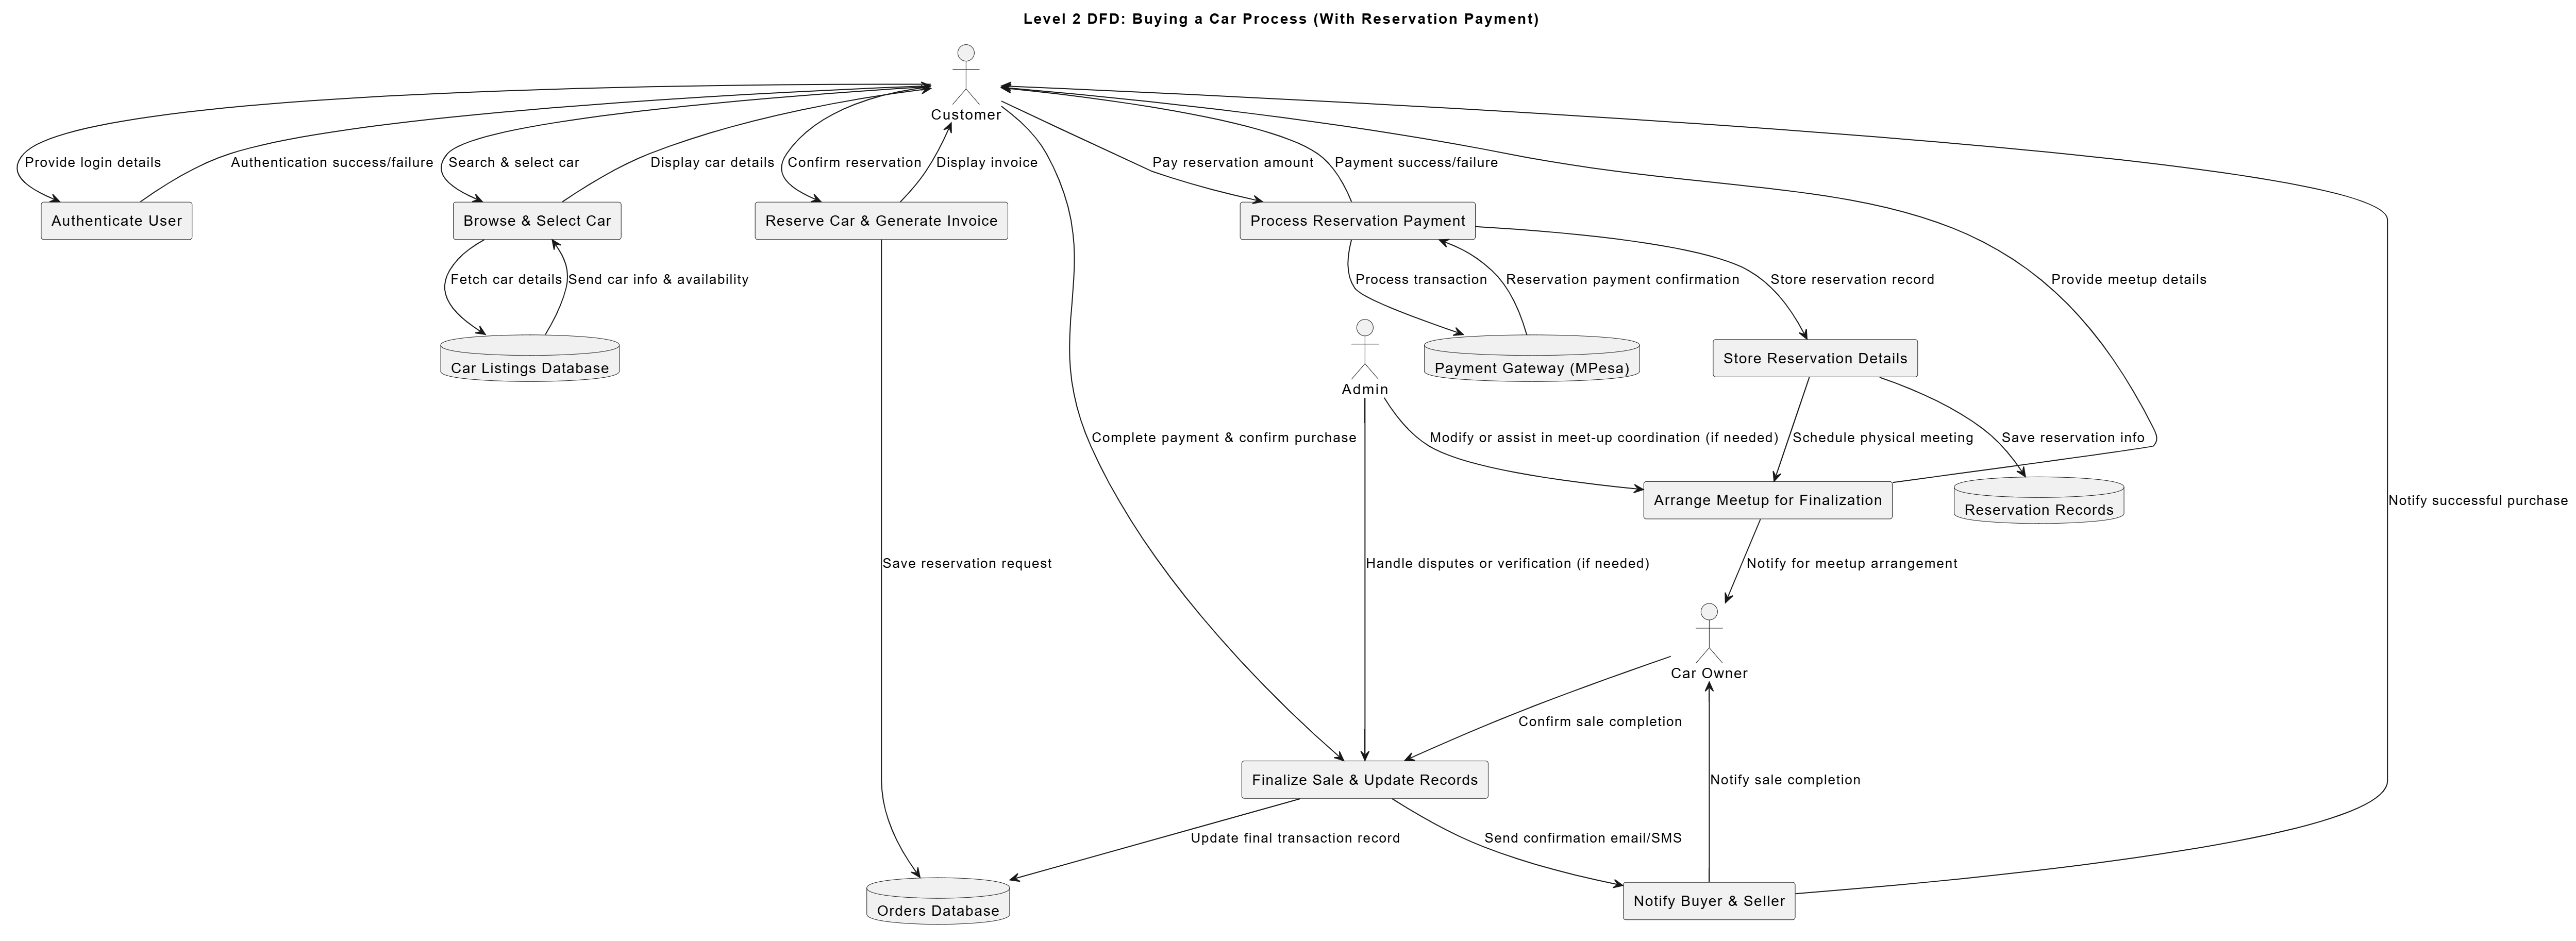 Level 2 DFD: Buying a Car Process (With Reservation Payment)
Customer
Provide login details
Authentication success/failure
Search & select car
Display car details
Confirm reservation
Display invoice
Pay reservation amount
Payment success/failure
Authenticate User
Browse & Select Car
Reserve Car & Generate Invoice
Process Reservation Payment
Fetch car details
Send car info & availability
Process transaction
Reservation payment confirmation
Store reservation record
Provide meetup details
Car Listings Database
Admin
Payment Gateway (MPesa)
Store Reservation Details
Complete payment & confirm purchase
Modify or assist in meet-up coordination (if needed)
Schedule physical meeting
Save reservation info
Arrange Meetup for Finalization
Reservation Records
Notify successful purchase
Save reservation request
Handle disputes or verification (if needed)
Notify for meetup arrangement
Car Owner
Confirm sale completion
Finalize Sale & Update Records
Notify sale completion
Update final transaction record
Send confirmation email/SMS
Orders Database
Notify Buyer & Seller